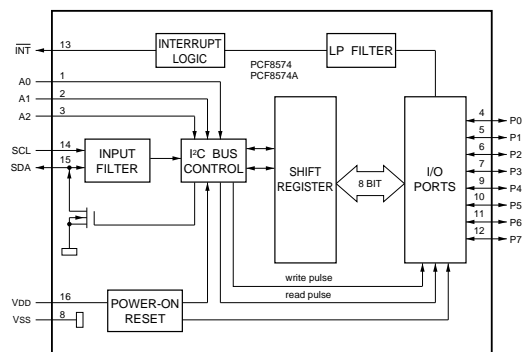 INT 13 INTERRUPT LOGIC LP FILTER
PCF8574
PCF8574A
A0 1
A1 2
A2 3
SCL 14
SDA 15
INPUT FILTER
I²C BUS CONTROL
SHIFT REGISTER
8 BIT
I/O PORTS
4 P0
5 P1
6 P2
7 P3
9 P4
10 P5
11 P6
12 P7
write pulse
read pulse
VDD 16
VSS 8
POWER-ON RESET